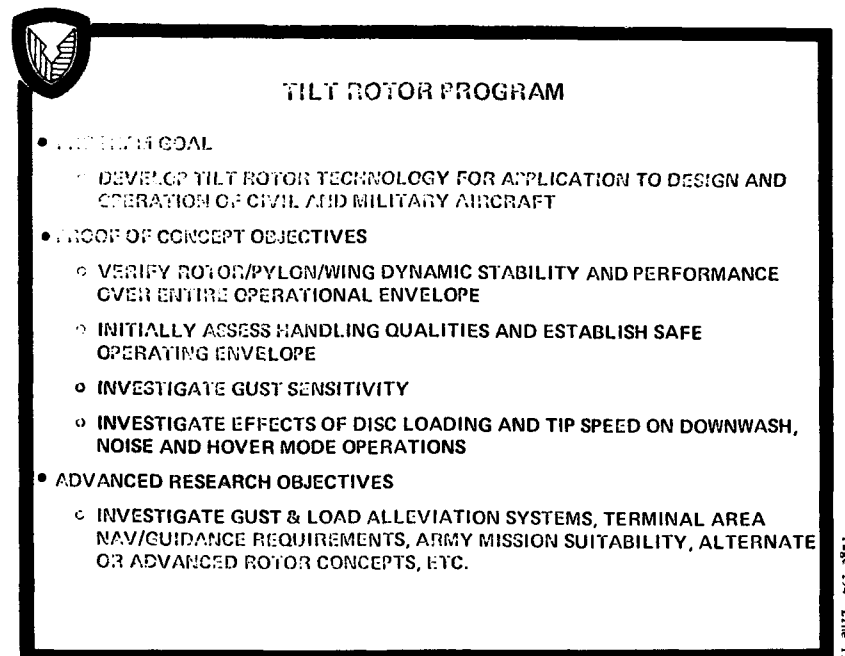 TILT ROTOR PROGRAM
• PROGRAM GOAL
○ DEVELOP TILT ROTOR TECHNOLOGY FOR APPLICATION TO DESIGN AND
OPERATION OF CIVIL AND MILITARY AIRCRAFT
• PROOF OF CONCEPT OBJECTIVES
○ VERIFY ROTOR/PYLON/WING DYNAMIC STABILITY AND PERFORMANCE
OVER ENTIRE OPERATIONAL ENVELOPE
○ INITIALLY ASSESS HANDLING QUALITIES AND ESTABLISH SAFE
OPERATING ENVELOPE
○ INVESTIGATE GUST SENSITIVITY
○ INVESTIGATE EFFECTS OF DISC LOADING AND TIP SPEED ON DOWNWASH,
NOISE AND HOVER MODE OPERATIONS
• ADVANCED RESEARCH OBJECTIVES
○ INVESTIGATE GUST & LOAD ALLEVIATION SYSTEMS, TERMINAL AREA
NAV/GUIDANCE REQUIREMENTS, ARMY MISSION SUITABILITY, ALTERNATE
OR ADVANCED ROTOR CONCEPTS, ETC.